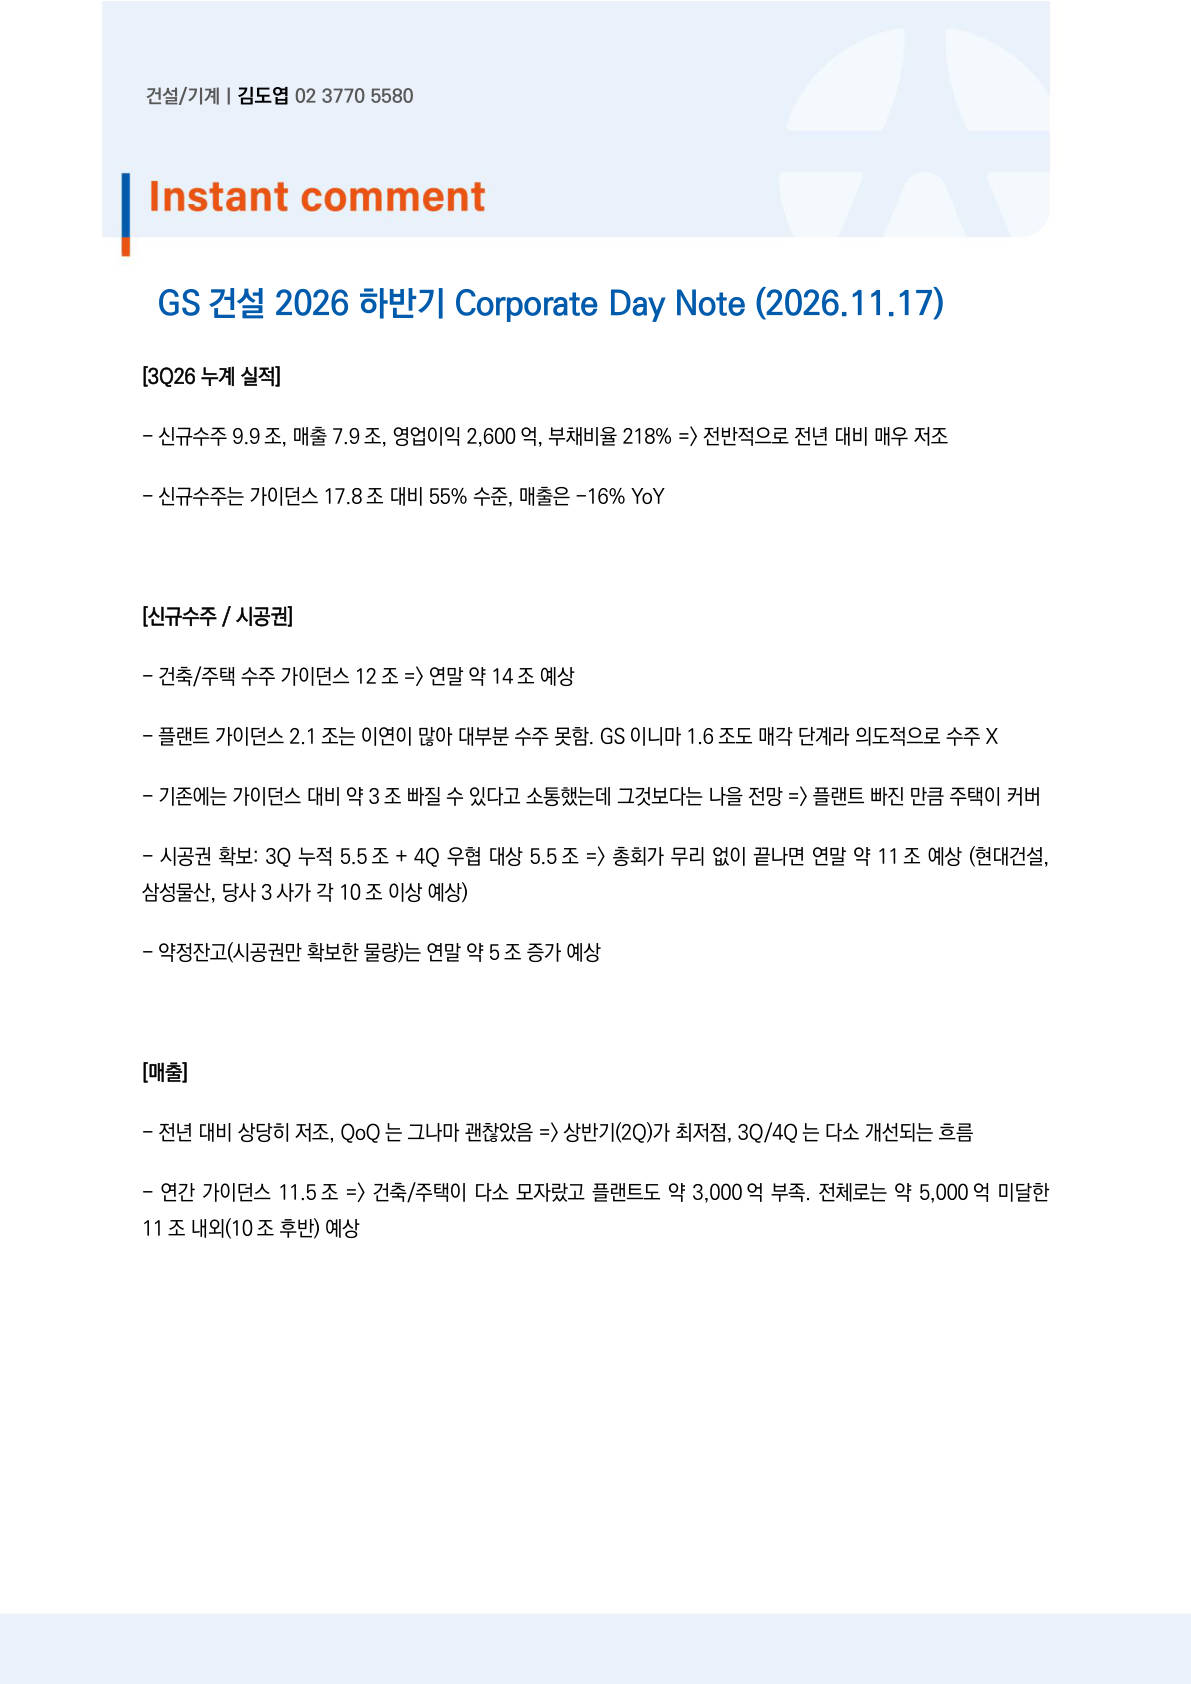 건설/기계 | 김도엽 02 3770 5580
Instant comment
GS 건설 2026 하반기 Corporate Day Note (2026.11.17)
[3Q26 누계 실적]
- 신규수주 9.9 조, 매출 7.9 조, 영업이익 2,600 억, 부채비율 218% => 전반적으로 전년 대비 매우 저조
- 신규수주는 가이던스 17.8 조 대비 55% 수준, 매출은 -16% YoY
[신규수주 / 시공권]
- 건축/주택 수주 가이던스 12 조 => 연말 약 14 조 예상
- 플랜트 가이던스 2.1 조는 이연이 많아 대부분 수주 못함. GS 이니마 1.6 조도 매각 단계라 의도적으로 수주 X
- 기존에는 가이던스 대비 약 3 조 빠질 수 있다고 소통했는데 그것보다는 나을 전망 => 플랜트 빠진 만큼 주택이 커버
- 시공권 확보: 3Q 누적 5.5 조 + 4Q 우협 대상 5.5 조 => 총회가 무리 없이 끝나면 연말 약 11 조 예상 (현대건설,
삼성물산, 당사 3 사가 각 10 조 이상 예상)
- 약정잔고(시공권만 확보한 물량)는 연말 약 5 조 증가 예상
[매출]
- 전년 대비 상당히 저조, QoQ 는 그나마 괜찮았음 => 상반기(2Q)가 최저점, 3Q/4Q 는 다소 개선되는 흐름
- 연간 가이던스 11.5 조 => 건축/주택이 다소 모자랐고 플랜트도 약 3,000 억 부족. 전체로는 약 5,000 억 미달한
11 조 내외(10 조 후반) 예상